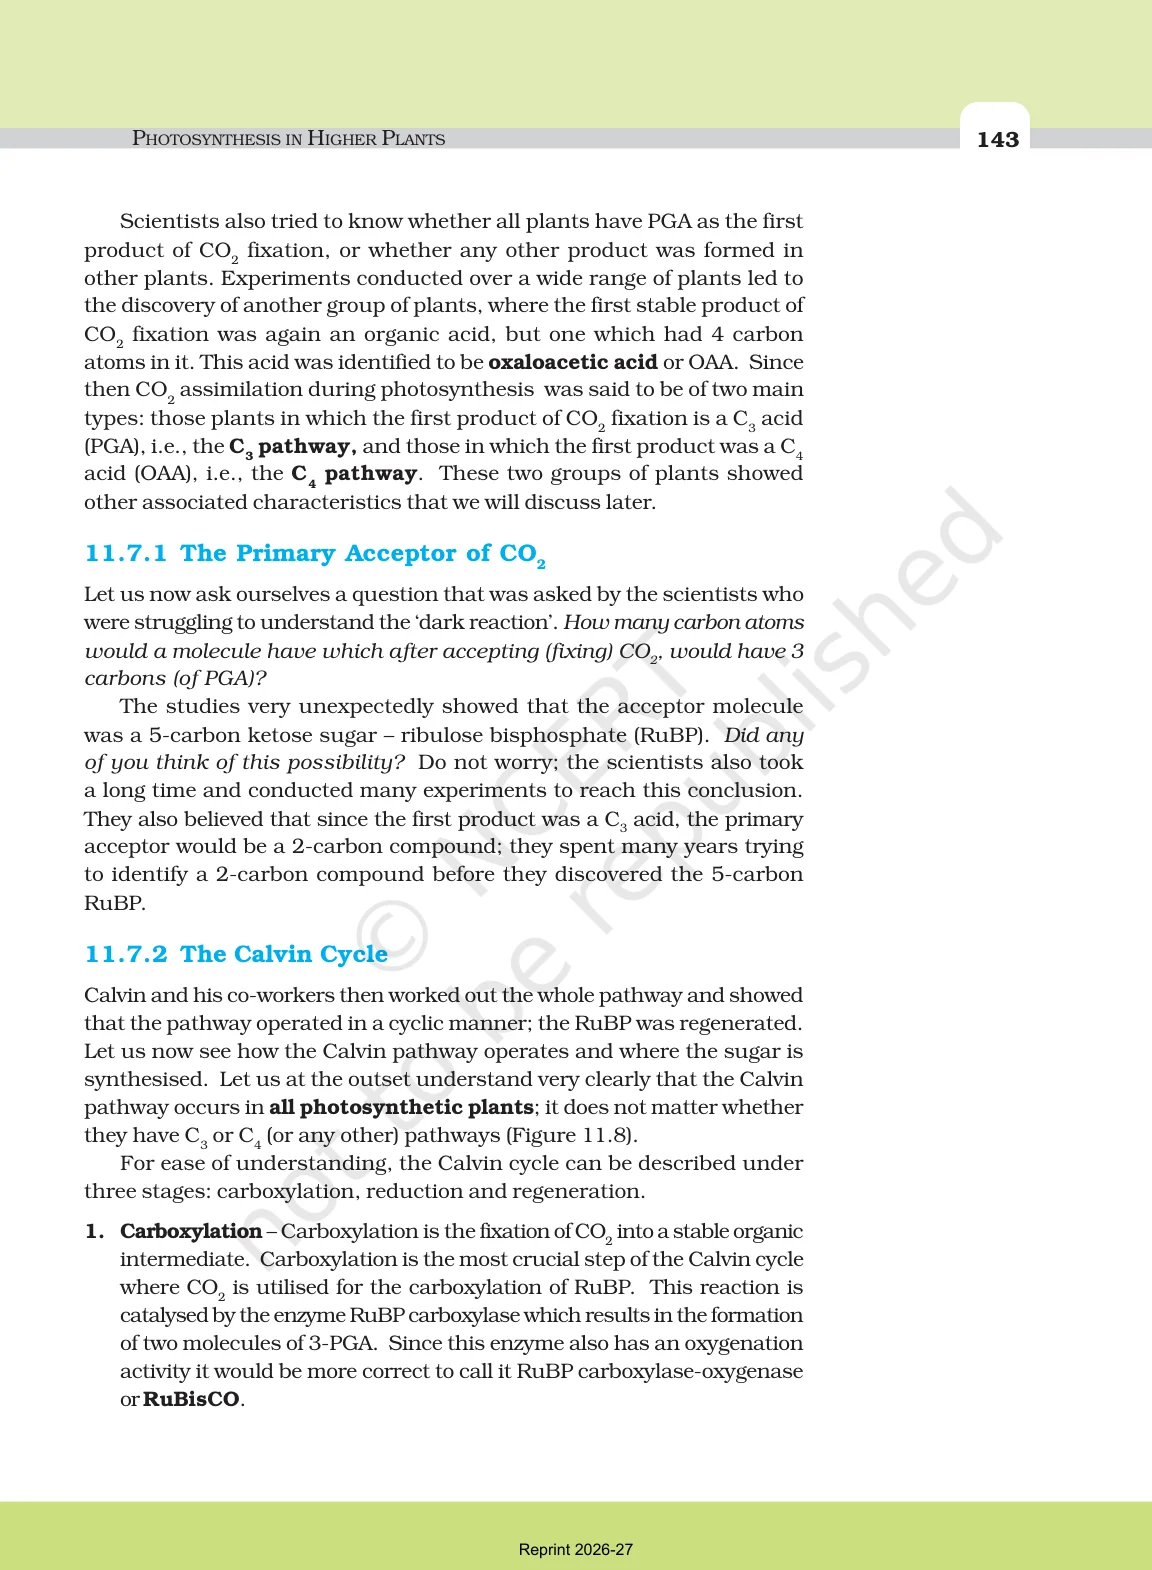 PHOTOSYNTHESIS IN HIGHER PLANTS
143
Scientists also tried to know whether all plants have PGA as the first
product of CO₂ fixation, or whether any other product was formed in
other plants. Experiments conducted over a wide range of plants led to
the discovery of another group of plants, where the first stable product of
CO₂ fixation was again an organic acid, but one which had 4 carbon
atoms in it. This acid was identified to be oxaloacetic acid or OAA. Since
then CO₂ assimilation during photosynthesis was said to be of two main
types: those plants in which the first product of CO₂ fixation is a C₃ acid
(PGA), i.e., the C₃ pathway, and those in which the first product was a C₄
acid (OAA), i.e., the C₄ pathway. These two groups of plants showed
other associated characteristics that we will discuss later.
11.7.1 The Primary Acceptor of CO₂
Let us now ask ourselves a question that was asked by the scientists who
were struggling to understand the ‘dark reaction’. How many carbon atoms
would a molecule have which after accepting (fixing) CO₂, would have 3
carbons (of PGA)?
The studies very unexpectedly showed that the acceptor molecule
was a 5-carbon ketose sugar – ribulose bisphosphate (RuBP). Did any
of you think of this possibility? Do not worry; the scientists also took
a long time and conducted many experiments to reach this conclusion.
They also believed that since the first product was a C₃ acid, the primary
acceptor would be a 2-carbon compound; they spent many years trying
to identify a 2-carbon compound before they discovered the 5-carbon
RuBP.
11.7.2 The Calvin Cycle
Calvin and his co-workers then worked out the whole pathway and showed
that the pathway operated in a cyclic manner; the RuBP was regenerated.
Let us now see how the Calvin pathway operates and where the sugar is
synthesised. Let us at the outset understand very clearly that the Calvin
pathway occurs in all photosynthetic plants; it does not matter whether
they have C₃ or C₄ (or any other) pathways (Figure 11.8).
For ease of understanding, the Calvin cycle can be described under
three stages: carboxylation, reduction and regeneration.
1. Carboxylation – Carboxylation is the fixation of CO₂ into a stable organic
intermediate. Carboxylation is the most crucial step of the Calvin cycle
where CO₂ is utilised for the carboxylation of RuBP. This reaction is
catalysed by the enzyme RuBP carboxylase which results in the formation
of two molecules of 3-PGA. Since this enzyme also has an oxygenation
activity it would be more correct to call it RuBP carboxylase-oxygenase
or RuBisCO.
© NCERT
not to be republished
Reprint 2026-27